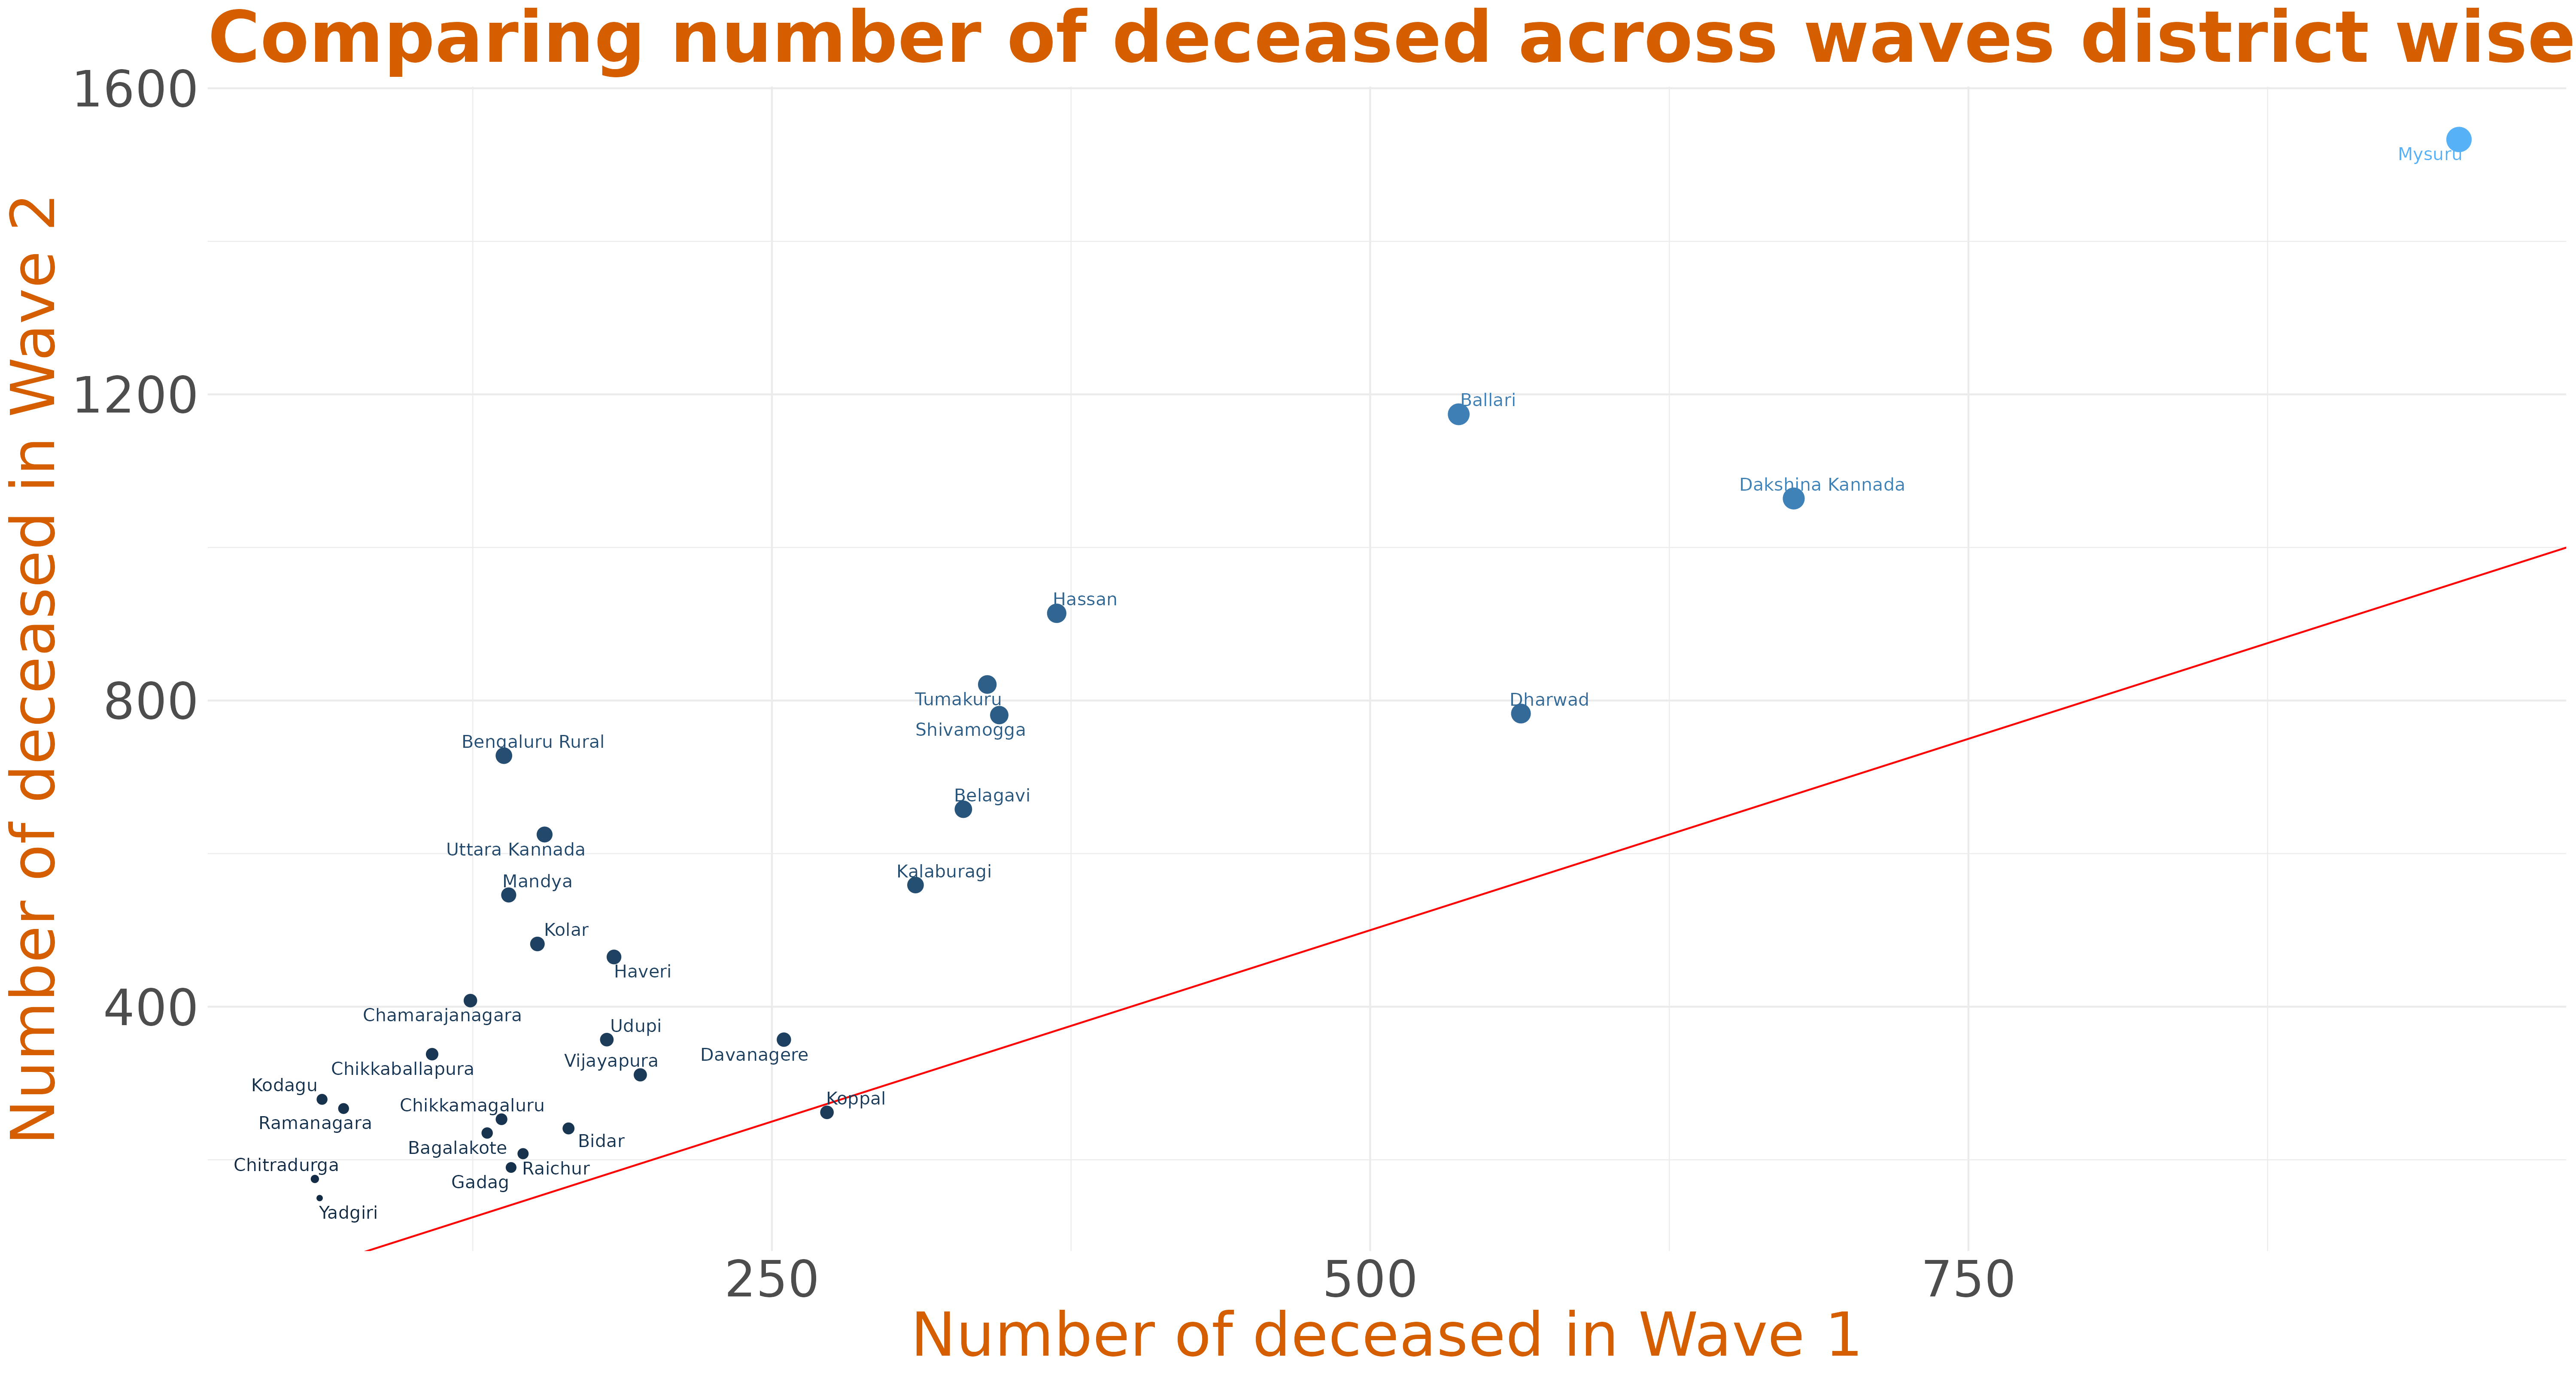 Comparing number of deceased across waves district wise
1600
Mysuru
1200
Ballari
Dakshina Kannada
Hassan
800
Tumakuru
Dharwad
Shivamogga
Bengaluru Rural
Belagavi
Uttara Kannada
Kalaburagi
Mandya
Kolar
Haveri
400
Chamarajanagara
Udupi
Vijayapura
Davanagere
Chikkaballapura
Kodagu
Koppal
Chikkamagaluru
Ramanagara
Bidar
Bagalakote
Chitradurga
Raichur
Gadag
Yadgiri
250
500
750
Number of deceased in Wave 1
Number of deceased in Wave 2